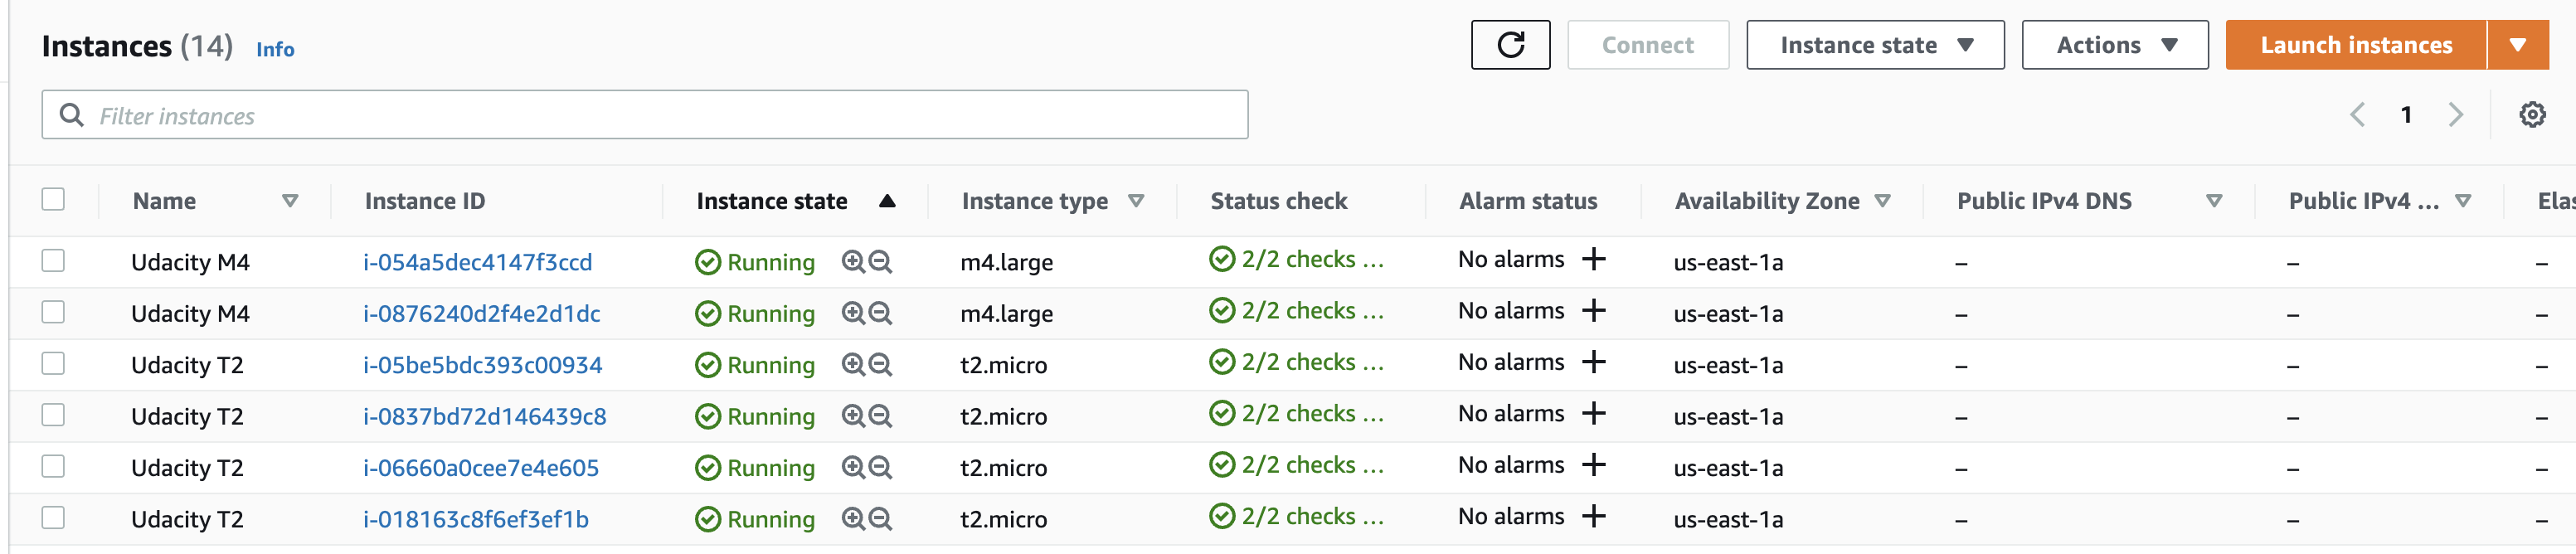 Instances (14) Info Connect Instance state Actions Launch instances
Filter instances 1
Name Instance ID Instance state Instance type Status check Alarm status Availability Zone Public IPv4 DNS Public IPv4 ... Elas
Udacity M4 i-054a5dec4147f3ccd Running m4.large 2/2 checks ... No alarms + us-east-1a – – –
Udacity M4 i-0876240d2f4e2d1dc Running m4.large 2/2 checks ... No alarms + us-east-1a – – –
Udacity T2 i-05be5bdc393c00934 Running t2.micro 2/2 checks ... No alarms + us-east-1a – – –
Udacity T2 i-0837bd72d146439c8 Running t2.micro 2/2 checks ... No alarms + us-east-1a – – –
Udacity T2 i-06660a0cee7e4e605 Running t2.micro 2/2 checks ... No alarms + us-east-1a – – –
Udacity T2 i-018163c8f6ef3ef1b Running t2.micro 2/2 checks ... No alarms + us-east-1a – – –